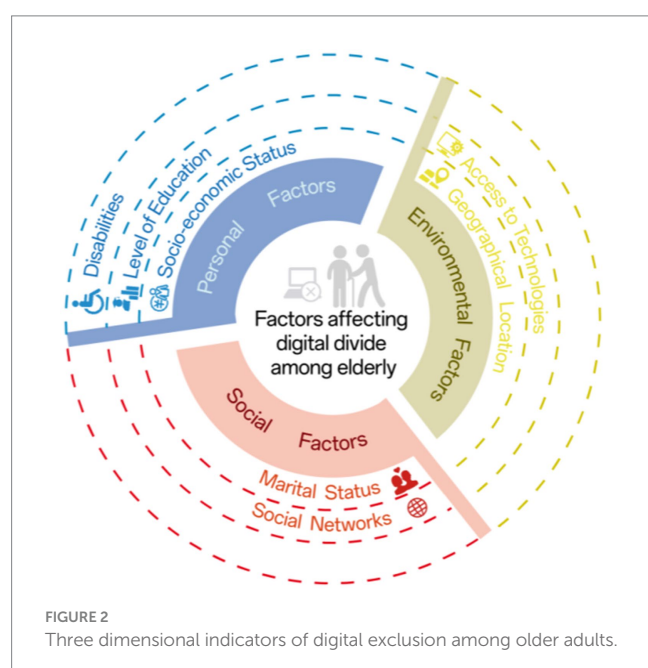 Disabilities
Level of Education
Socio-economic Status
Personal Factors
Access to Technologies
Geographical Location
Environmental Factors
Factors affecting
digital divide
among elderly
Social Factors
Marital Status
Social Networks
FIGURE 2
Three dimensional indicators of digital exclusion among older adults.